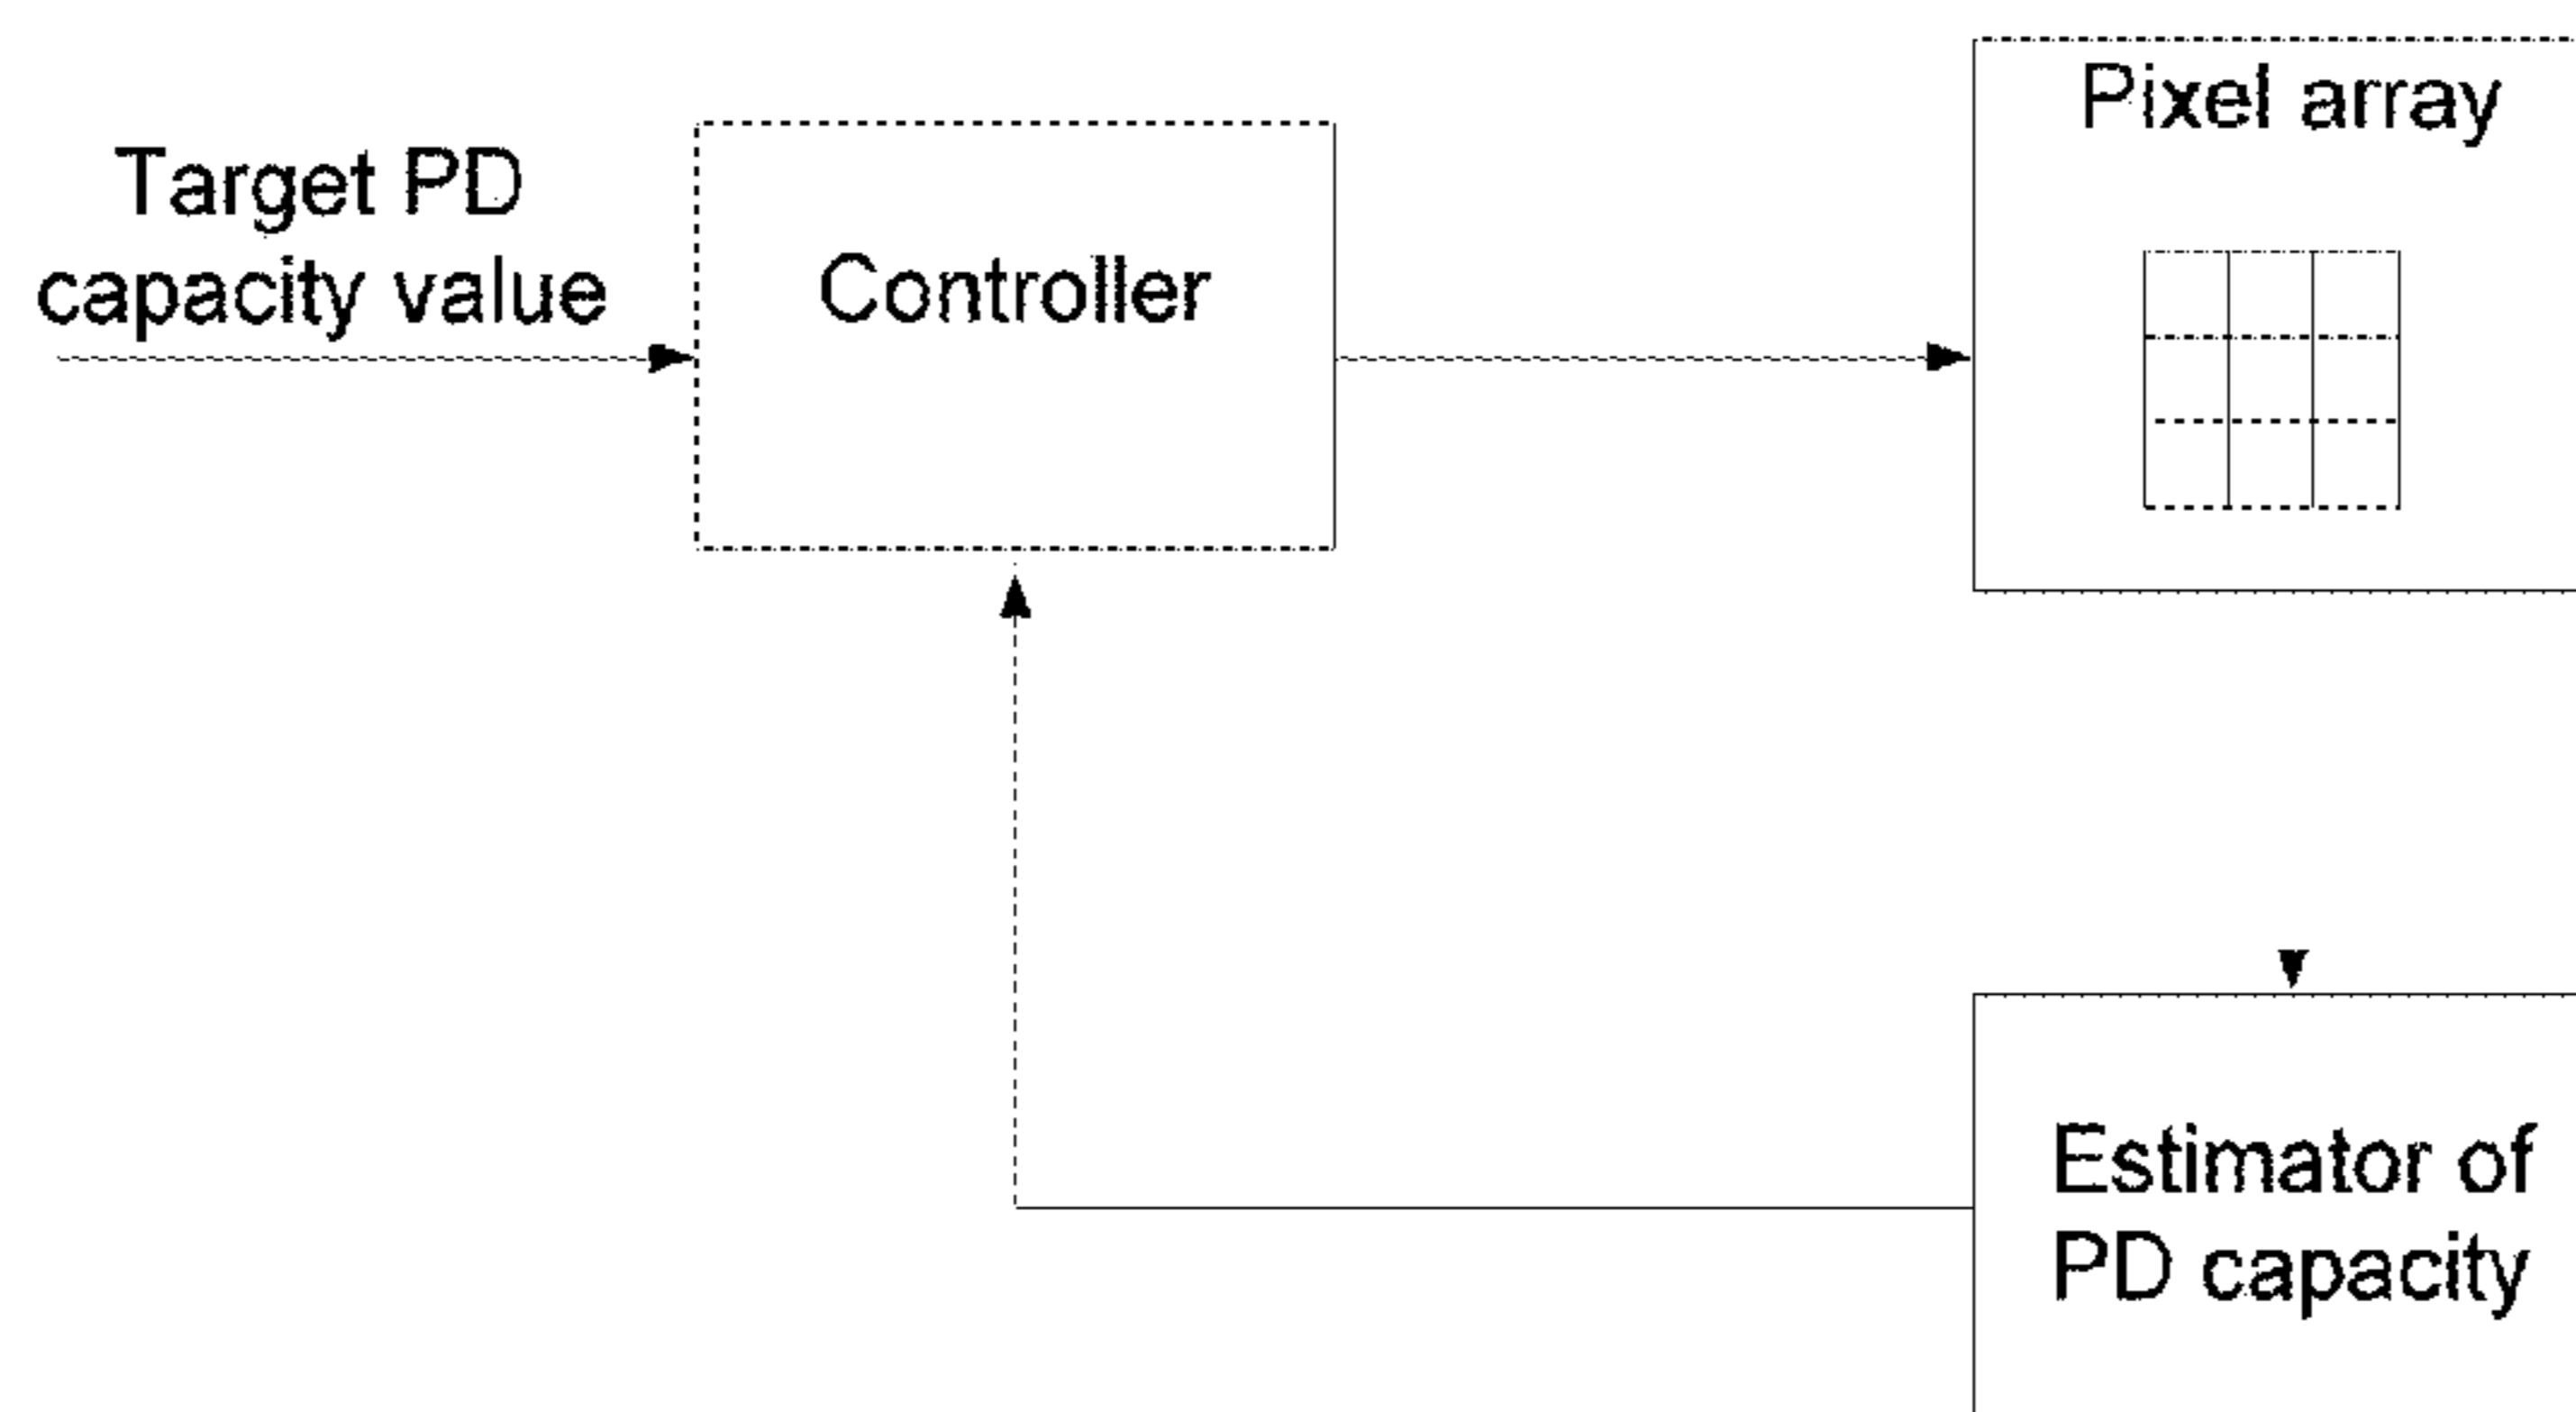 Target PD
capacity value
Controller
Pixel array
Estimator of
PD capacity